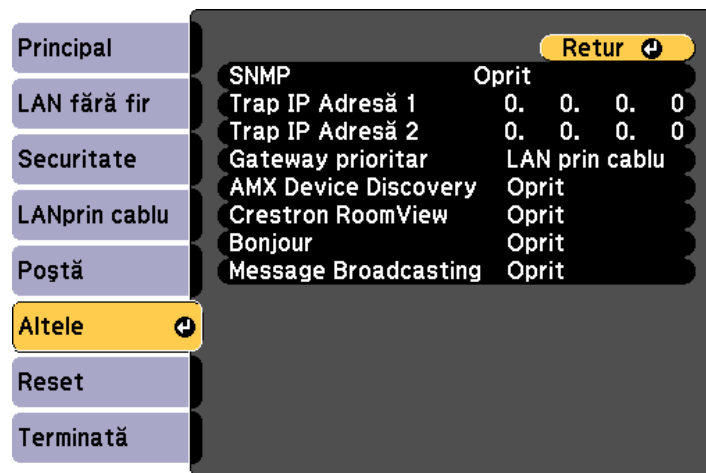 Principal
LAN fără fir
Securitate
LANprin cablu
Poştă
Altele
Reset
Terminată
Retur
SNMP Oprit
Trap IP Adresă 1 0. 0. 0. 0
Trap IP Adresă 2 0. 0. 0. 0
Gateway prioritar LAN prin cablu
AMX Device Discovery Oprit
Crestron RoomView Oprit
Bonjour Oprit
Message Broadcasting Oprit